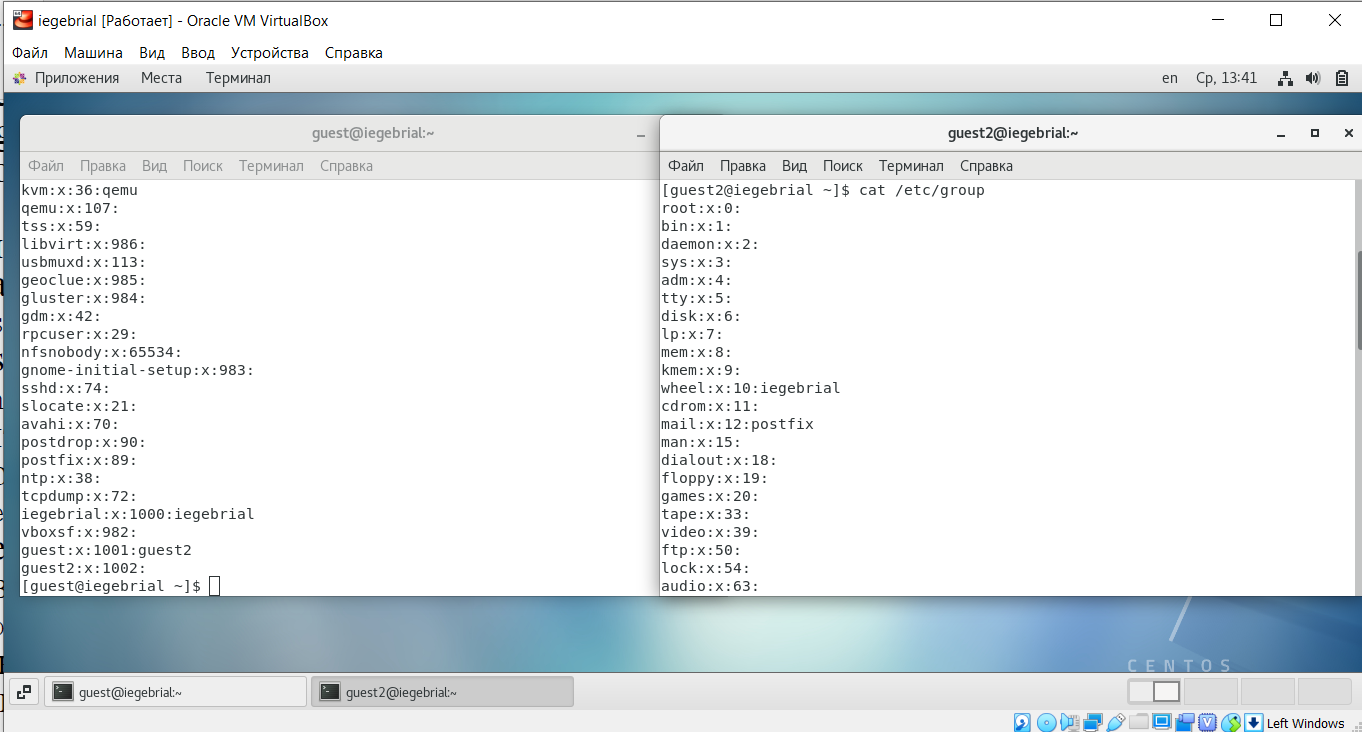 iegebrial [Работает] - Oracle VM VirtualBox
Файл Машина Вид Ввод Устройства Справка
Приложения Места Терминал en Ср, 13:41
guest@iegebrial:~
Файл Правка Вид Поиск Терминал Справка
kvm:x:36:qemu
qemu:x:107:
tss:x:59:
libvirt:x:986:
usbmuxd:x:113:
geoclue:x:985:
gluster:x:984:
gdm:x:42:
rpcuser:x:29:
nfsnobody:x:65534:
gnome-initial-setup:x:983:
sshd:x:74:
slocate:x:21:
avahi:x:70:
postdrop:x:90:
postfix:x:89:
ntp:x:38:
tcpdump:x:72:
iegebrial:x:1000:iegebrial
vboxsf:x:982:
guest:x:1001:guest2
guest2:x:1002:
[guest@iegebrial ~]$
guest2@iegebrial:~
Файл Правка Вид Поиск Терминал Справка
[guest2@iegebrial ~]$ cat /etc/group
root:x:0:
bin:x:1:
daemon:x:2:
sys:x:3:
adm:x:4:
tty:x:5:
disk:x:6:
lp:x:7:
mem:x:8:
kmem:x:9:
wheel:x:10:iegebrial
cdrom:x:11:
mail:x:12:postfix
man:x:15:
dialout:x:18:
floppy:x:19:
games:x:20:
tape:x:33:
video:x:39:
ftp:x:50:
lock:x:54:
audio:x:63:
CENTOS
guest@iegebrial:~ guest2@iegebrial:~
Left Windows